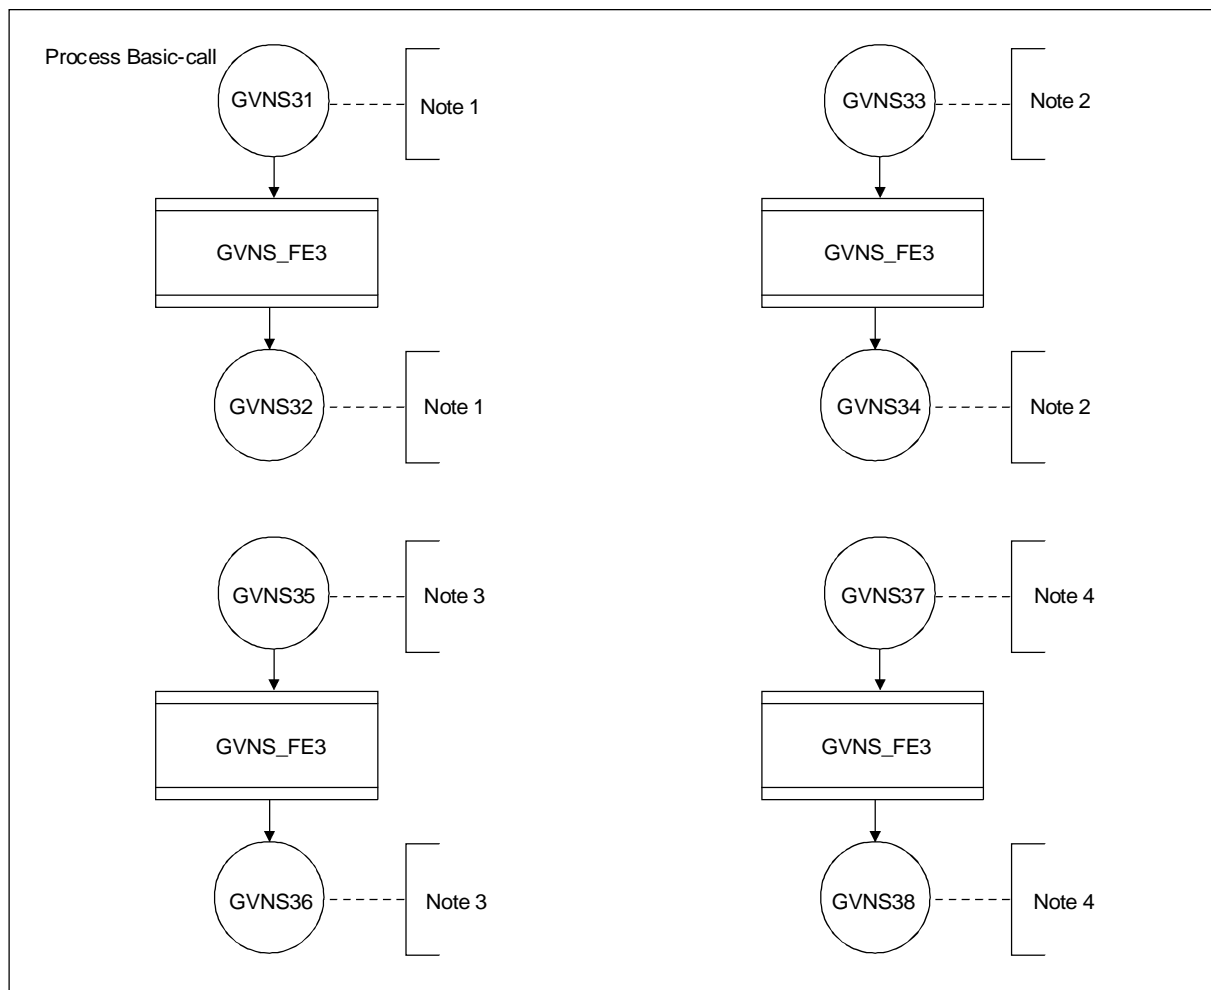 Process Basic-call
GVNS31
Note 1
GVNS33
Note 2
GVNS_FE3
GVNS_FE3
GVNS32
Note 1
GVNS34
Note 2
GVNS35
Note 3
GVNS37
Note 4
GVNS_FE3
GVNS_FE3
GVNS36
Note 3
GVNS38
Note 4